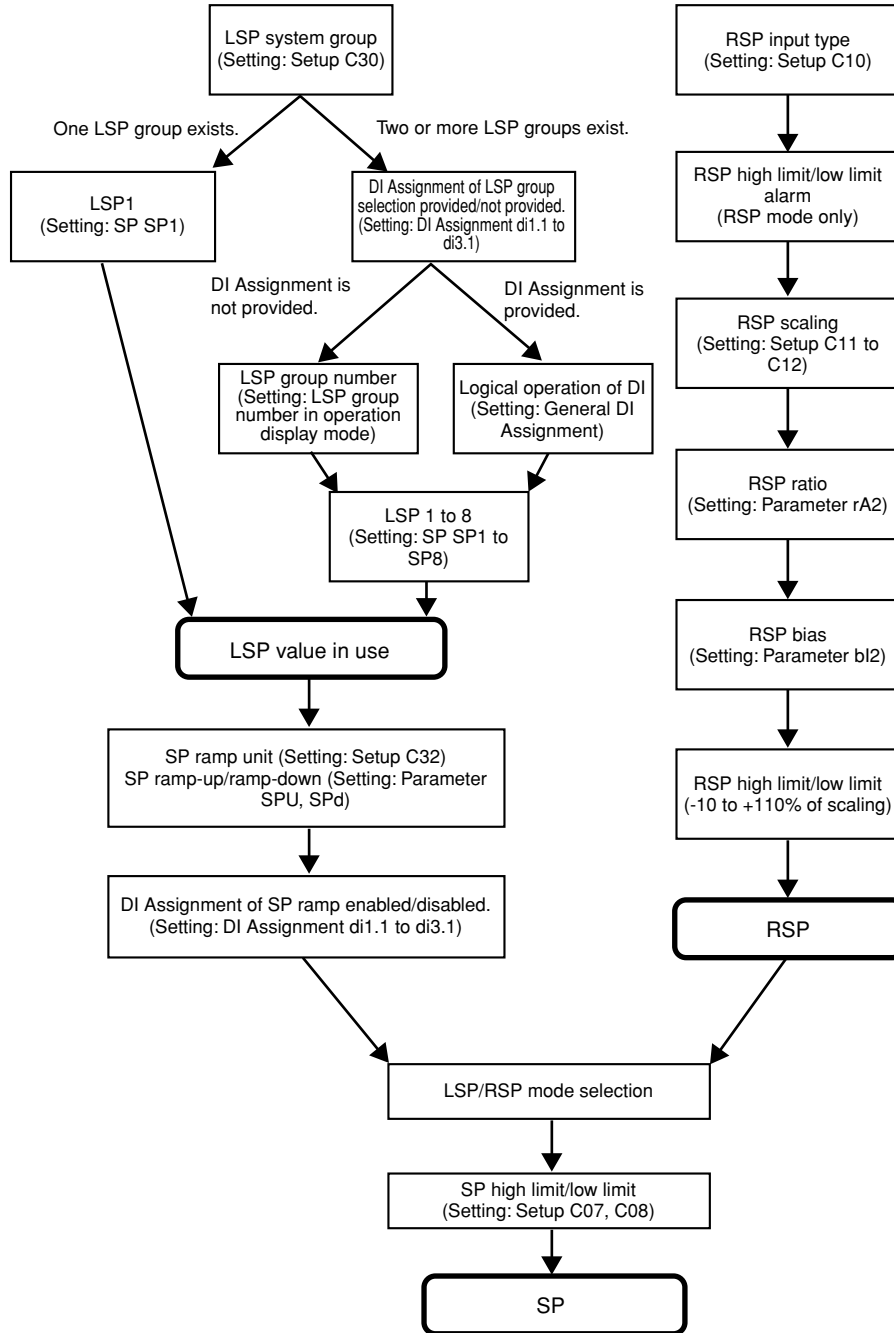 LSP system group
(Setting: Setup C30)
One LSP group exists.
Two or more LSP groups exist.
LSP1
(Setting: SP SP1)
DI Assignment of LSP group
selection provided/not provided.
(Setting: DI Assignment di1.1 to
di3.1)
DI Assignment is
not provided.
DI Assignment is
provided.
LSP group number
(Setting: LSP group
number in operation
display mode)
Logical operation of DI
(Setting: General DI
Assignment)
LSP 1 to 8
(Setting: SP SP1 to
SP8)
LSP value in use
SP ramp unit (Setting: Setup C32)
SP ramp-up/ramp-down (Setting: Parameter
SPU, SPd)
DI Assignment of SP ramp enabled/disabled.
(Setting: DI Assignment di1.1 to di3.1)
RSP input type
(Setting: Setup C10)
RSP high limit/low limit
alarm
(RSP mode only)
RSP scaling
(Setting: Setup C11 to
C12)
RSP ratio
(Setting: Parameter rA2)
RSP bias
(Setting: Parameter bI2)
RSP high limit/low limit
(-10 to +110% of scaling)
RSP
LSP/RSP mode selection
SP high limit/low limit
(Setting: Setup C07, C08)
SP